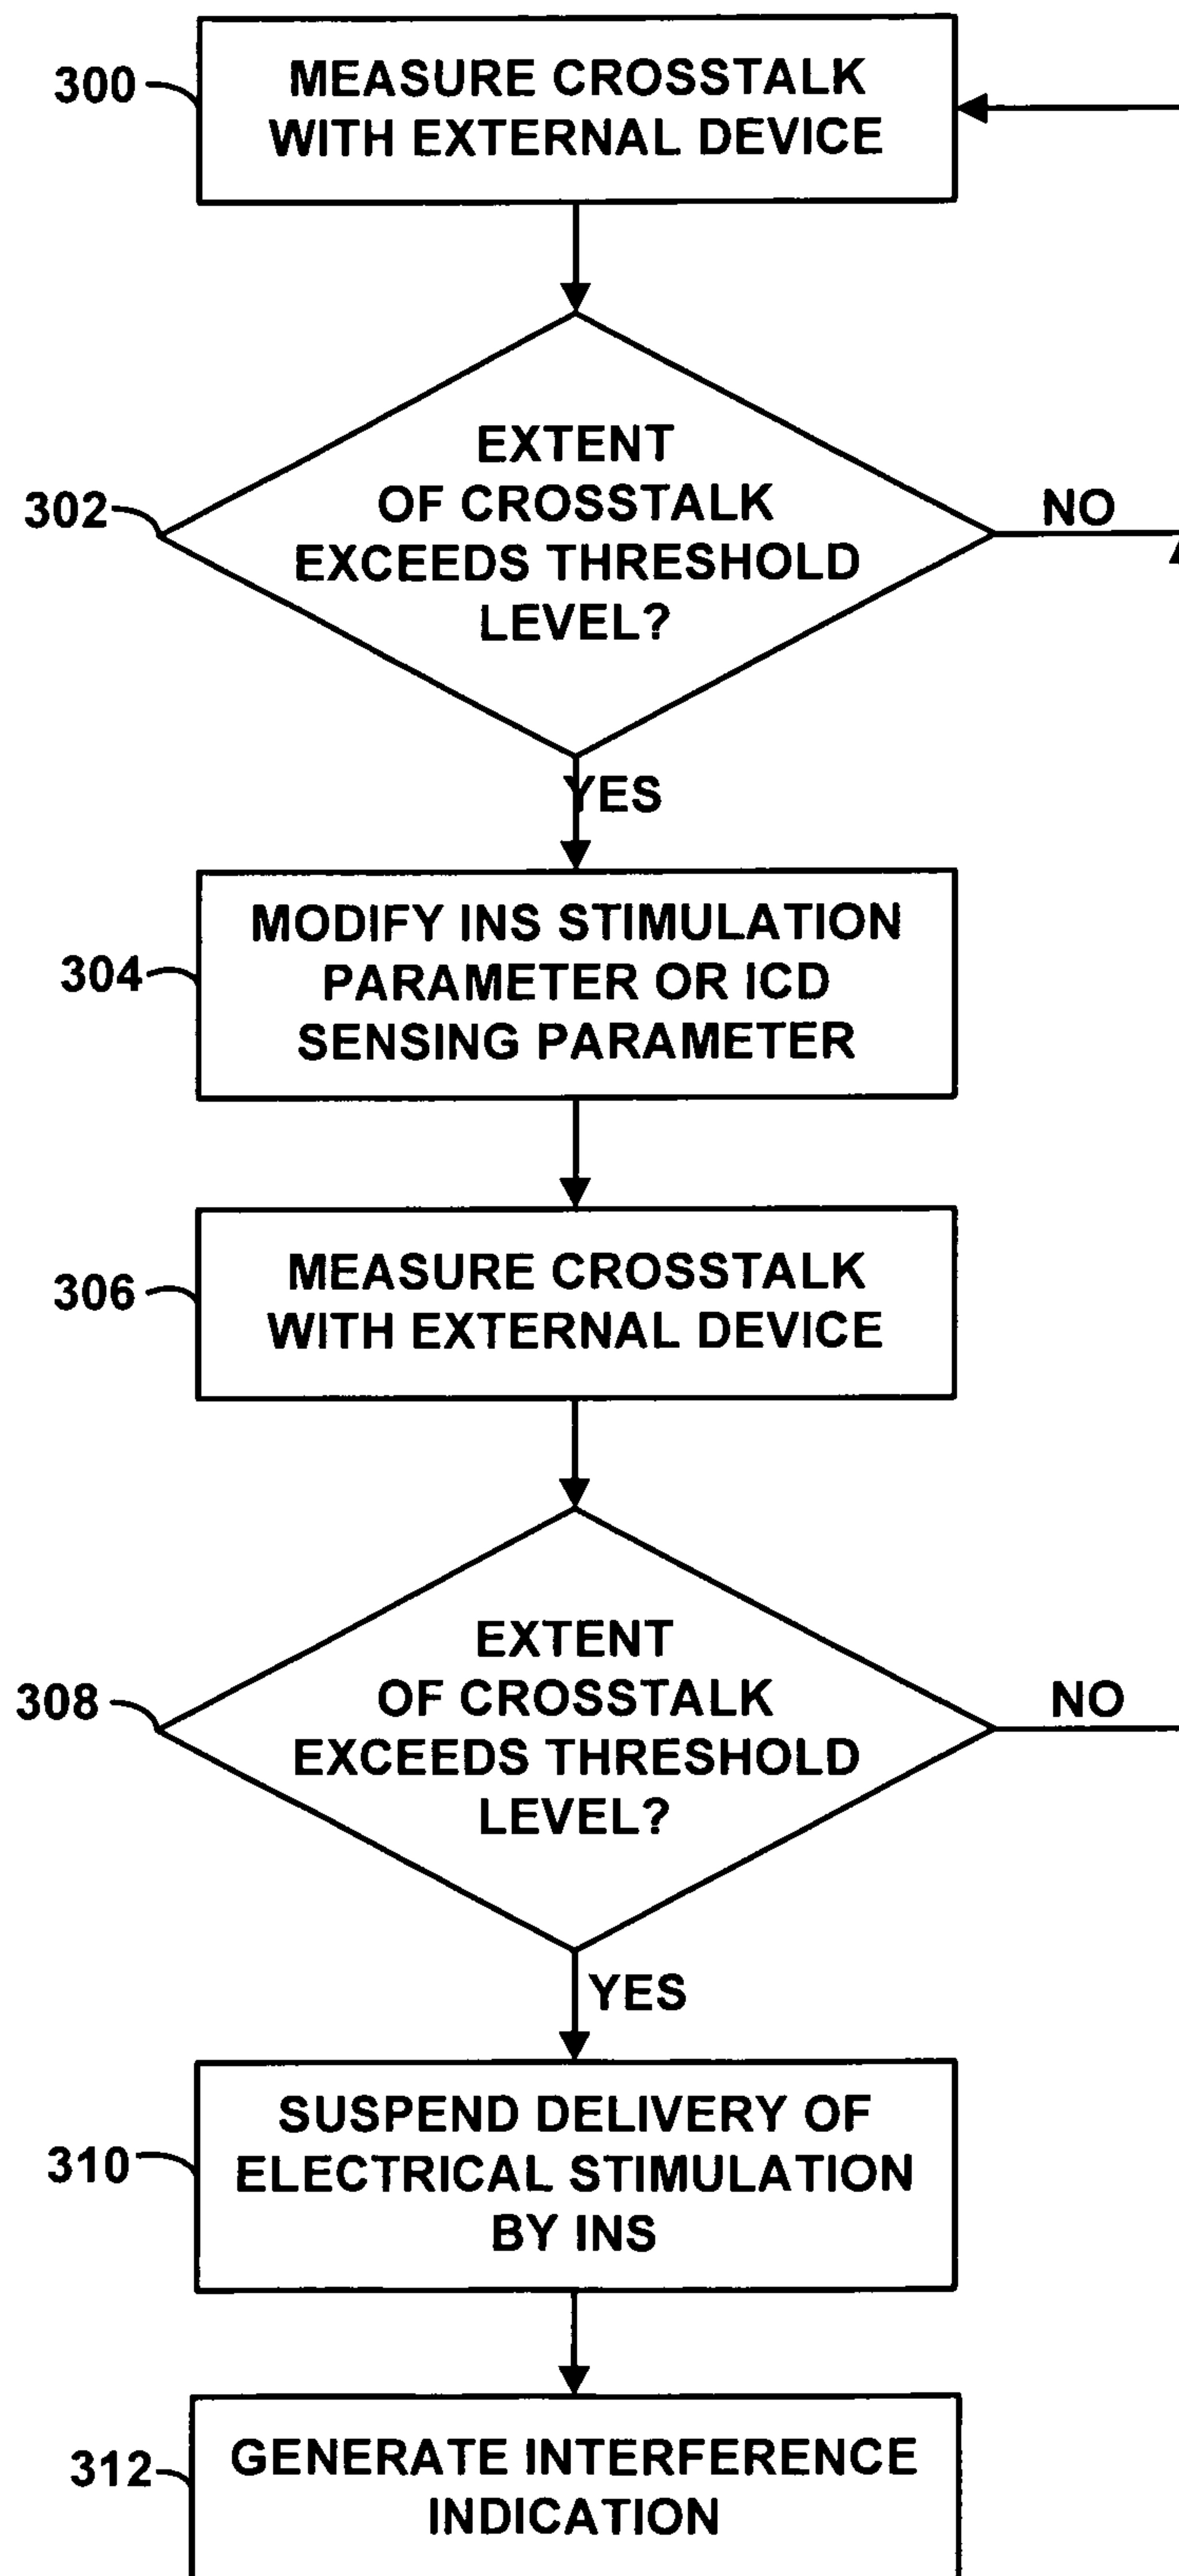 300
MEASURE CROSSTALK
WITH EXTERNAL DEVICE
302
EXTENT
OF CROSSTALK
EXCEEDS THRESHOLD
LEVEL?
NO
YES
304
MODIFY INS STIMULATION
PARAMETER OR ICD
SENSING PARAMETER
306
MEASURE CROSSTALK
WITH EXTERNAL DEVICE
308
EXTENT
OF CROSSTALK
EXCEEDS THRESHOLD
LEVEL?
NO
YES
310
SUSPEND DELIVERY OF
ELECTRICAL STIMULATION
BY INS
312
GENERATE INTERFERENCE
INDICATION